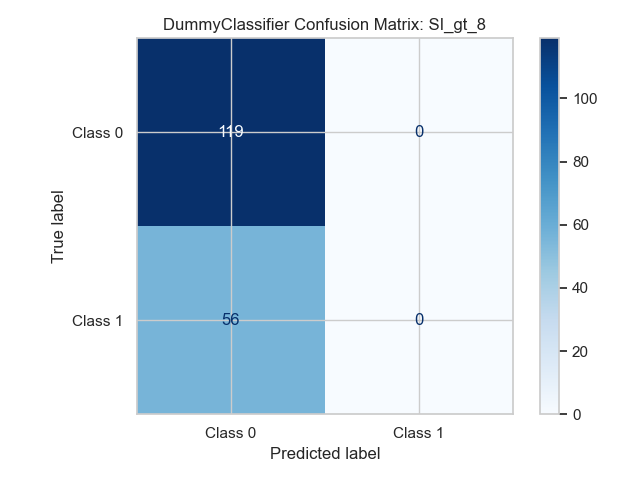 DummyClassifier Confusion Matrix: SI_gt_8
True label
Class 0
119
0
Class 1
56
0
Class 0
Class 1
Predicted label
100
80
60
40
20
0